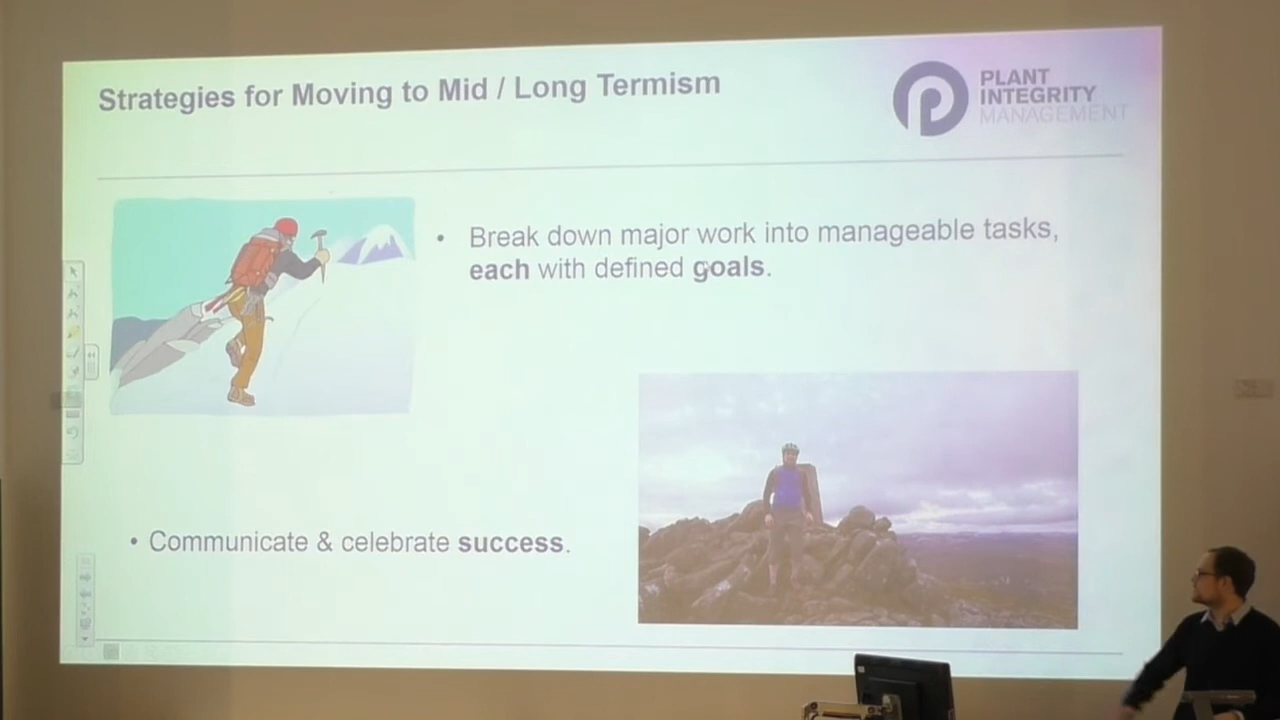 Strategies for Moving to Mid / Long Termism
PLANT
INTEGRITY
MANAGEMENT
• Break down major work into manageable tasks,
each with defined goals.
• Communicate & celebrate success.